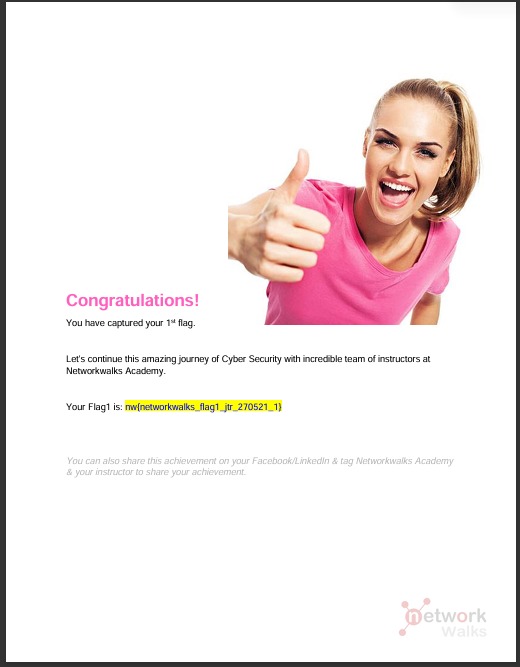 Congratulations!
You have captured your 1st flag.
Let's continue this amazing journey of Cyber Security with incredible team of instructors at
Networkwalks Academy.
Your Flag1 is: nw{networkwalks_flag1_jtr_270521_1}
You can also share this achievement on your Facebook/LinkedIn & tag Networkwalks Academy
& your instructor to share your achievement.
network
Walks